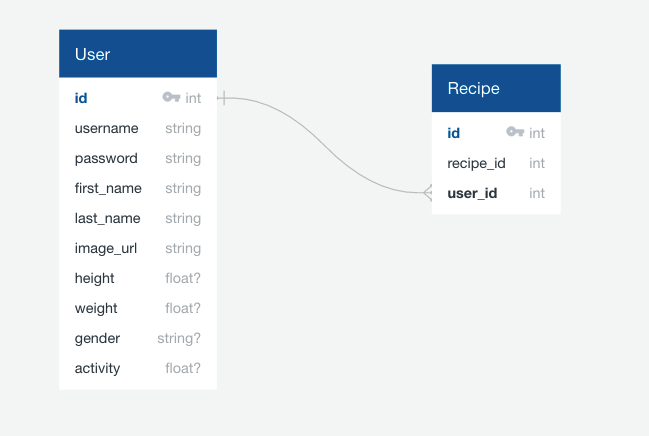 User
id int
username string
password string
first_name string
last_name string
image_url string
height float?
weight float?
gender string?
activity float?
Recipe
id int
recipe_id int
user_id int